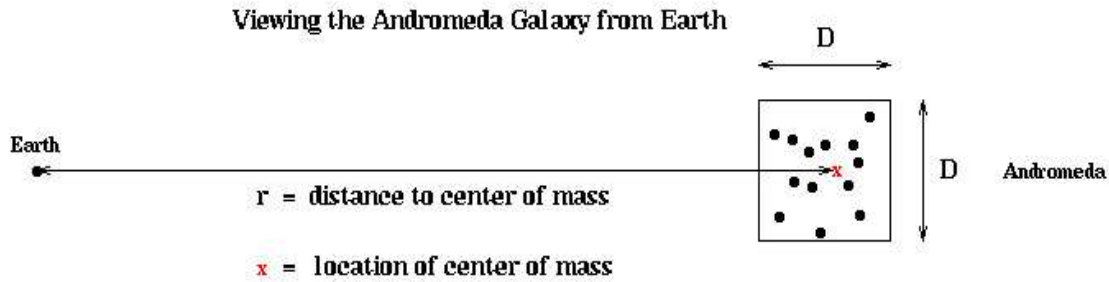 Viewing the Andromeda Galaxy from Earth
D
Earth
D
Andromeda
r = distance to center of mass
x
x = location of center of mass